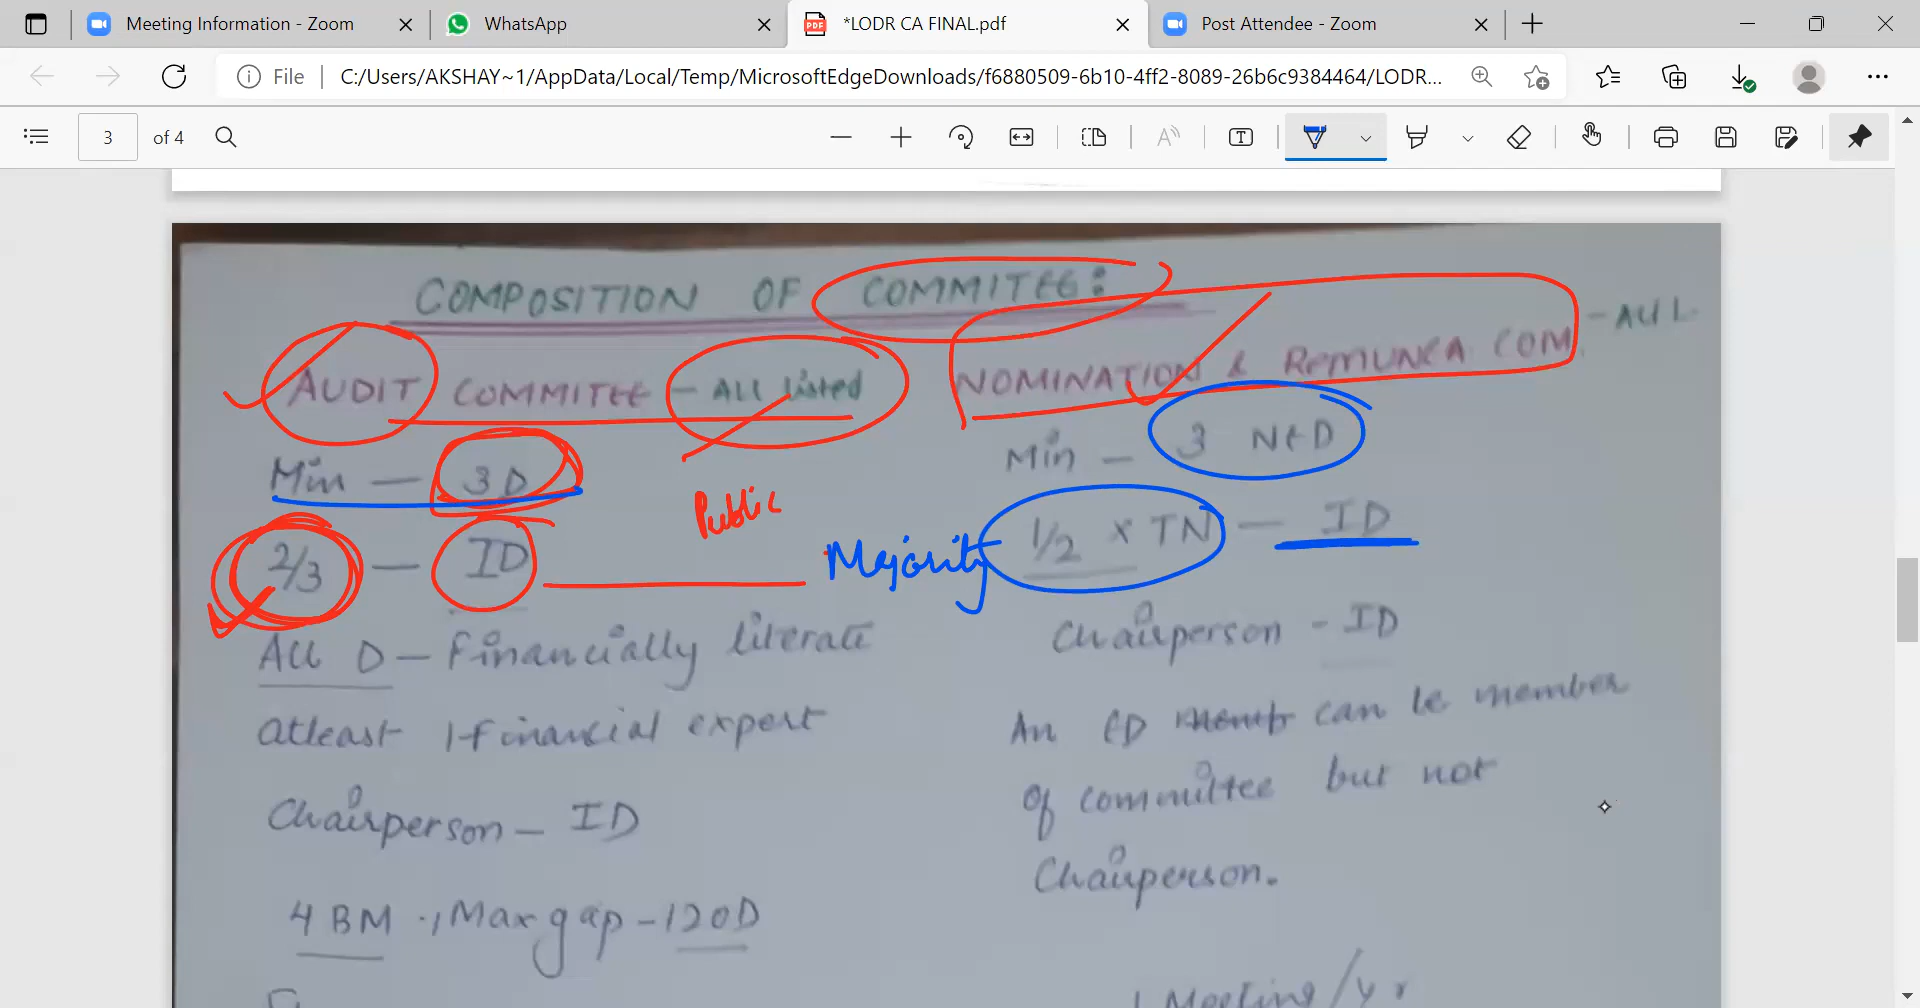 Meeting Information - Zoom
WhatsApp
*LODR CA FINAL.pdf
Post Attendee - Zoom
File
C:/Users/AKSHAY~1/AppData/Local/Temp/MicrosoftEdgeDownloads/f6880509-6b10-4ff2-8089-26b6c9384464/LODR...
3 of 4
COMPOSITION OF COMMITEE:
AUDIT COMMITEE - ALL listed
Min - 3 D
2/3 - ID
Public
All D - Financially literate
atleast 1 financial expert
Chairperson - ID
4 BM ., Max gap - 120D
NOMINATION & REMUNERA COM. - ALL
Min - 3 NED
Majority 1/2 x TN - ID
Chairperson - ID
An ED can be member
of committee but not
Chairperson.
1 Meeting/yr